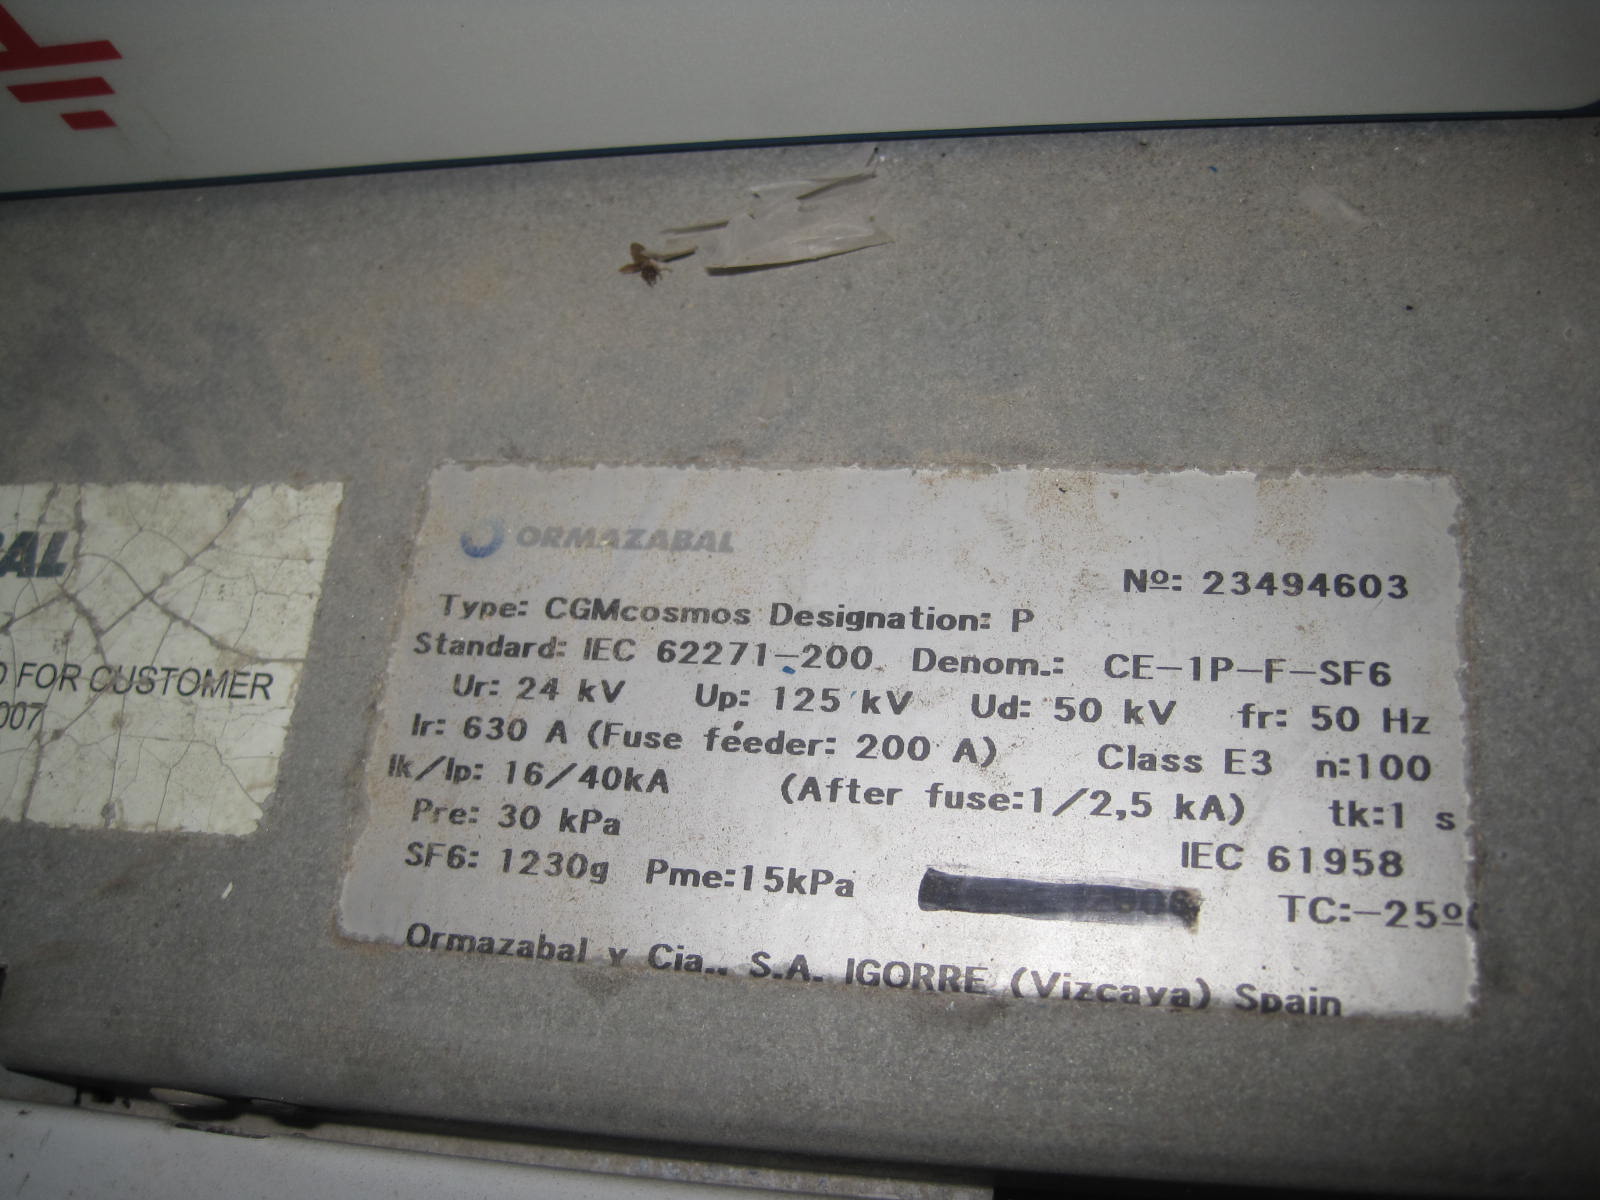 BAL
FOR CUSTOMER
007
ORMAZABAL
Nº: 23494603
Type: CGMcosmos Designation: P
Standard: IEC 62271-200 Denom.: CE-1P-F-SF6
Ur: 24 kV Up: 125 kV Ud: 50 kV fr: 50 Hz
Ir: 630 A (Fuse feeder: 200 A) Class E3 n:100
Ik/Ip: 16/40kA (After fuse:1/2,5 kA) tk:1 s
Pre: 30 kPa IEC 61958
SF6: 1230g Pme:15kPa TC:-25º
Ormazabal y Cia., S.A. IGORRE (Vizcaya) Spain